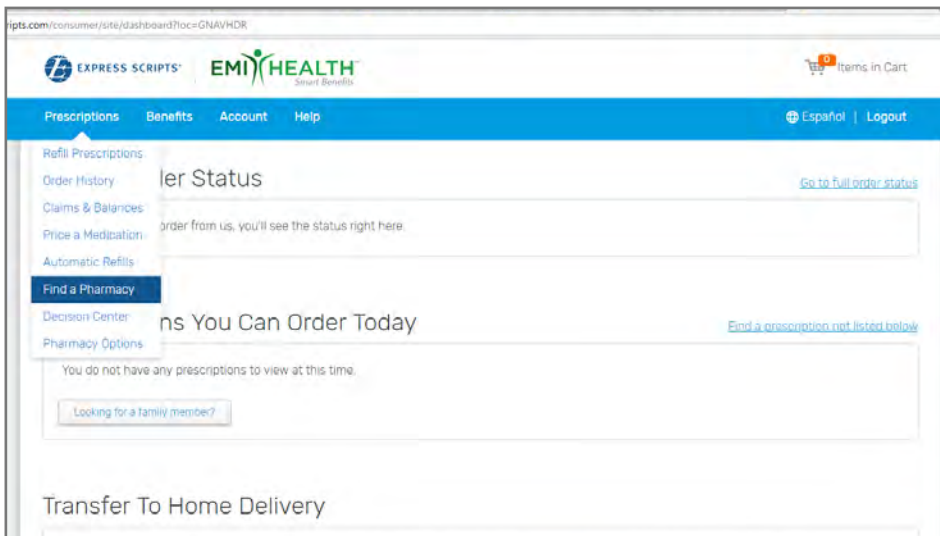 ripts.com/consumer/site/dashboard?loc=GNAVHDR
EXPRESS SCRIPTS®
EMI HEALTH
Smart Benefits
0
Items in Cart
Prescriptions Benefits Account Help
Español | Logout
Refill Prescriptions
Order History
ler Status
Go to full order status
Claims & Balances
Price a Medication
order from us, you'll see the status right here.
Automatic Refills
Find a Pharmacy
Decision Center
ns You Can Order Today
Find a prescription not listed below
Pharmacy Options
You do not have any prescriptions to view at this time.
Looking for a family member?
Transfer To Home Delivery